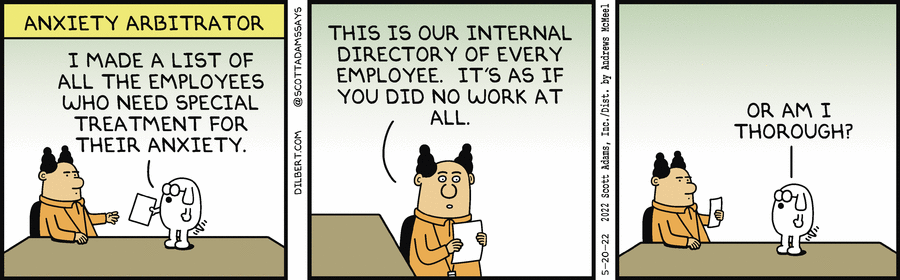 ANXIETY ARBITRATOR
I MADE A LIST OF
ALL THE EMPLOYEES
WHO NEED SPECIAL
TREATMENT FOR
THEIR ANXIETY.
DILBERT.COM @SCOTTADAMSSAYS
THIS IS OUR INTERNAL
DIRECTORY OF EVERY
EMPLOYEE. IT'S AS IF
YOU DID NO WORK AT
ALL.
5-20-22 2022 Scott Adams, Inc./Dist. by Andrews McMeel
OR AM I
THOROUGH?